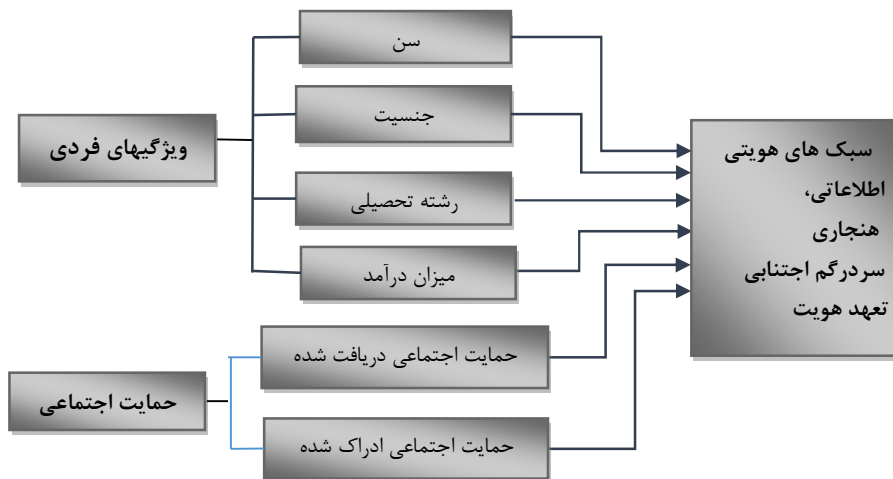 سن
جنسیت
ویژگیهای فردی
رشته تحصیلی
میزان درآمد
سبک های هویتی
اطلاعاتی،
هنجاری
سردرگم اجتنابی
تعهد هویت
حمایت اجتماعی دریافت شده
حمایت اجتماعی
حمایت اجتماعی ادراک شده